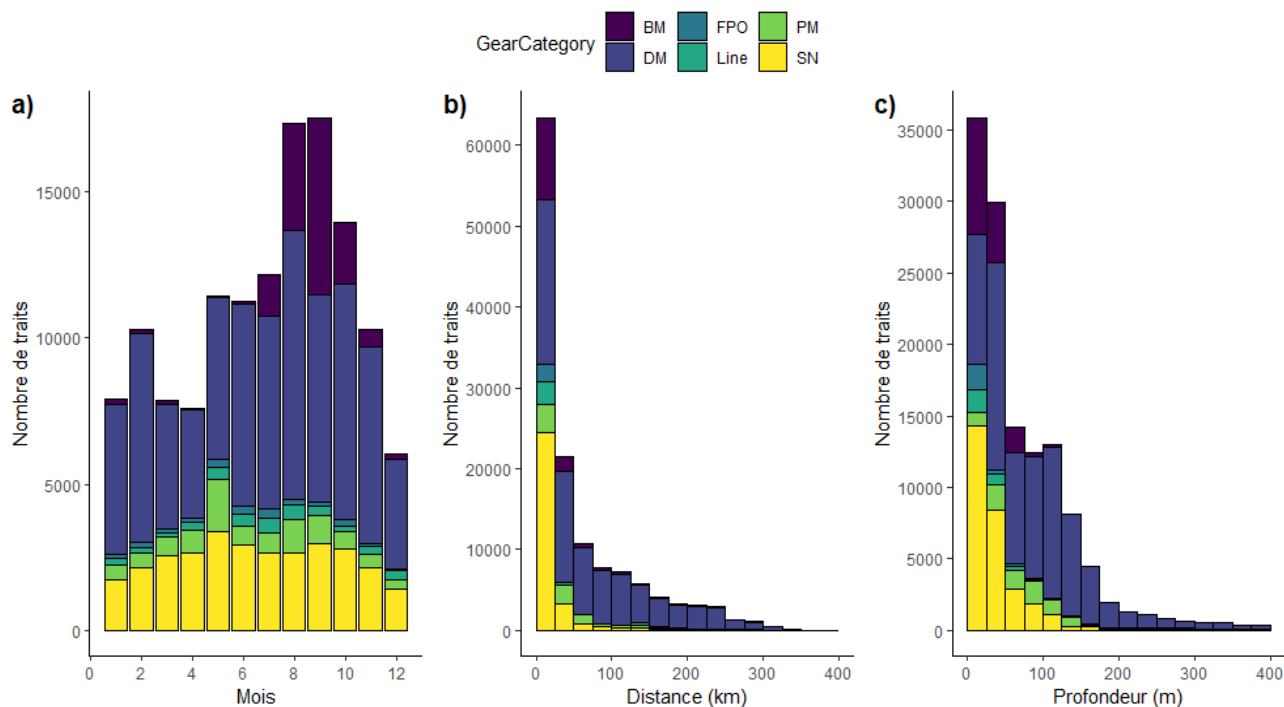 GearCategory
BM FPO PM
DM Line SN
a)
b)
c)
Nombre de traits
15000
10000
5000
0
0 2 4 6 8 10 12
Mois
Nombre de traits
60000
50000
40000
30000
20000
10000
0
0 100 200 300 400
Distance (km)
Nombre de traits
35000
30000
25000
20000
15000
10000
5000
0
0 100 200 300 400
Profondeur (m)